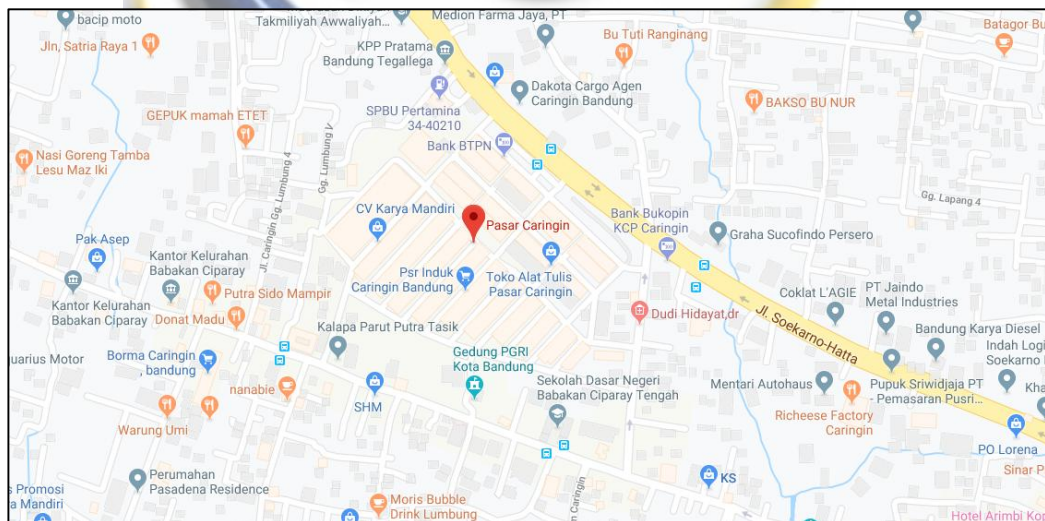 bacip moto
Takmiliyah Awwaliyah...
Medion Farma Jaya, PT
Batagor Bu
Jln, Satria Raya 1
KPP Pratama
Bandung Tegallega
Bu Tuti Ranginang
SPBU Pertamina
34-40210
Dakota Cargo Agen
Caringin Bandung
BAKSO BU NUR
GEPUK mamah ETET
Bank BTPN
Nasi Goreng Tamba
Lesu Maz Iki
Gg. Lumbung V
Jl. Caringin Gg. Lumbung 4
Gg. Lapang 4
CV Karya Mandiri
Pasar Caringin
Bank Bukopin
KCP Caringin
Graha Sucofindo Persero
Pak Asep
Kantor Kelurahan
Babakan Ciparay
Psr Induk
Caringin Bandung
Toko Alat Tulis
Pasar Caringin
Kantor Kelurahan
Babakan Ciparay
Putra Sido Mampir
Donat Madu
Kalapa Parut Putra Tasik
Dudi Hidayat,dr
Coklat L'AGIE
PT Jaindo
Metal Industries
Jl. Soekarno-Hatta
Bandung Karya Diesel
Indah Logi
Soekarno
uarius Motor
Borma Caringin
, bandung
Gedung PGRI
Kota Bandung
nanabie
SHM
Sekolah Dasar Negeri
Babakan Ciparay Tengah
Mentari Autohaus
Pupuk Sriwidjaja PT
- Pemasaran Pusri...
Kha
Richeese Factory
Caringin
Warung Umi
PO Lorena
Perumahan
Pasadena Residence
KS
Sinar P
s Promosi
a Mandiri
Moris Bubble
Drink Lumbung
Caringin
Hotel Arimbi Kor